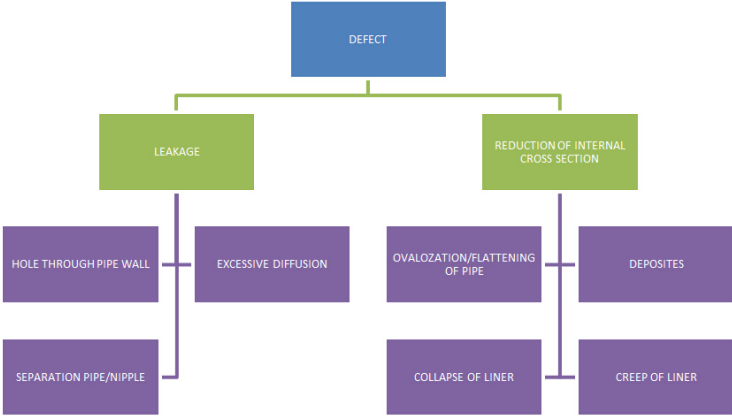 DEFECT
LEAKAGE
REDUCTION OF INTERNAL
CROSS SECTION
HOLE THROUGH PIPE WALL
EXCESSIVE DIFFUSION
OVALOZATION/FLATTENING
OF PIPE
DEPOSITES
SEPARATION PIPE/NIPPLE
COLLAPSE OF LINER
CREEP OF LINER